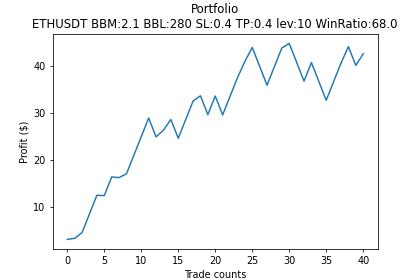 Portfolio
ETHUSDT BBM:2.1 BBL:280 SL:0.4 TP:0.4 lev:10 WinRatio:68.0
40
30
20
10
Profit ($)
0 5 10 15 20 25 30 35 40
Trade counts